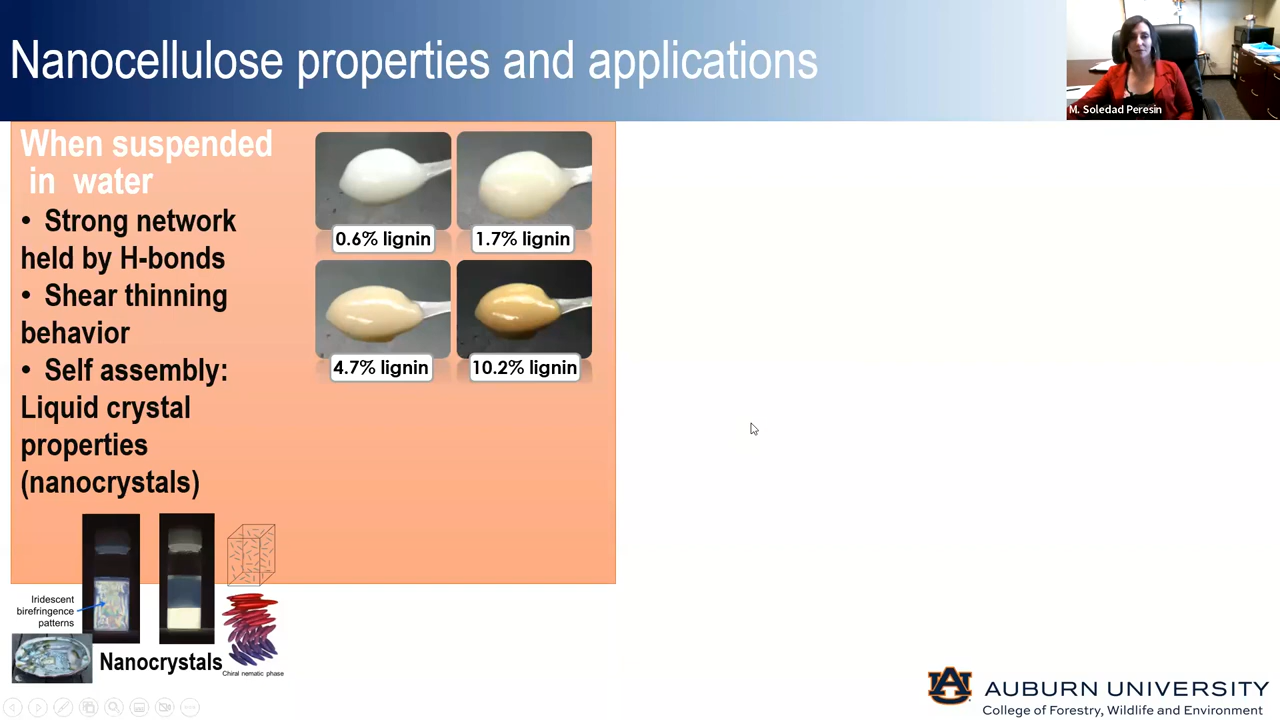 Nanocellulose properties and applications
M. Soledad Peresin
When suspended
in water
• Strong network
held by H-bonds
• Shear thinning
behavior
• Self assembly:
Liquid crystal
properties
(nanocrystals)
0.6% lignin
1.7% lignin
4.7% lignin
10.2% lignin
Iridescent
birefringence
patterns
Nanocrystals
Chiral nematic phase
AU
AUBURN UNIVERSITY
College of Forestry, Wildlife and Environment